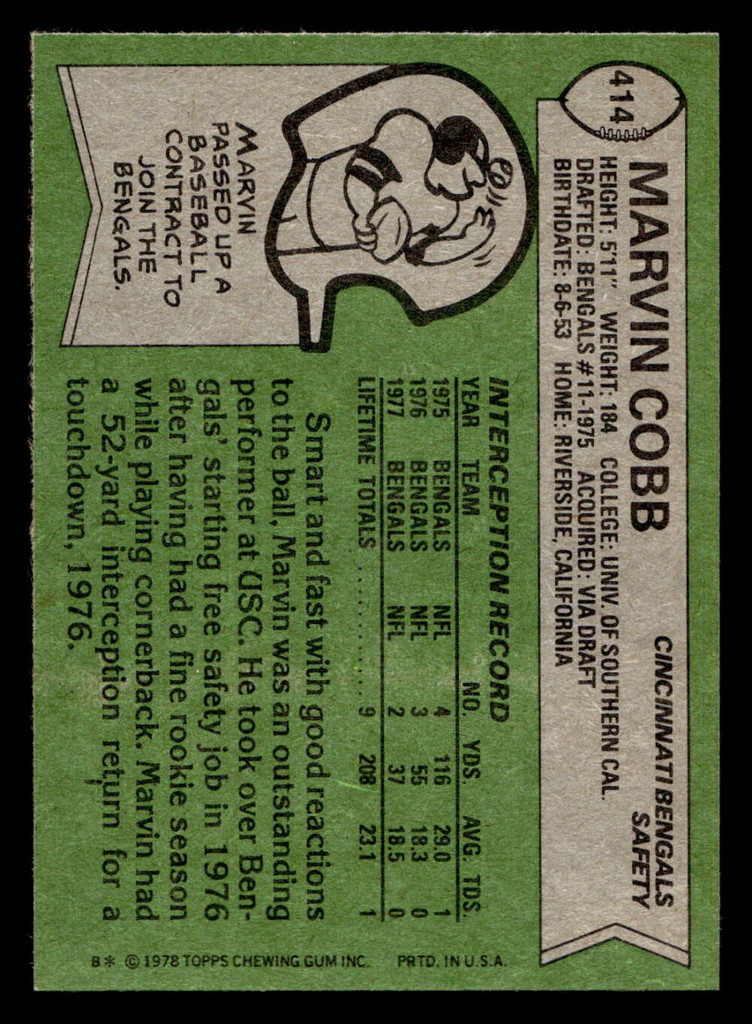 414
MARVIN COBB
CINCINNATI BENGALS
SAFETY
HEIGHT: 5'11" WEIGHT: 184 COLLEGE: UNIV. OF SOUTHERN CAL.
DRAFTED: BENGALS #11-1975 ACQUIRED: VIA DRAFT
BIRTHDATE: 8-6-53 HOME: RIVERSIDE, CALIFORNIA
MARVIN
PASSED UP A
BASEBALL
CONTRACT TO
JOIN THE
BENGALS.
INTERCEPTION RECORD
YEAR TEAM NO. YDS. AVG. TDS.
1975 BENGALS NFL 4 116 29.0 1
1976 BENGALS NFL 3 55 18.3 0
1977 BENGALS NFL 2 37 18.5 0
LIFETIME TOTALS .......... 9 208 23.1 1
Smart and fast with good reactions
to the ball, Marvin was an outstanding
performer at USC. He took over Ben-
gals' starting free safety job in 1976
after having had a fine rookie season
while playing cornerback. Marvin had
a 52-yard interception return for a
touchdown, 1976.
B* © 1978 TOPPS CHEWING GUM INC. PRTD. IN U.S.A.